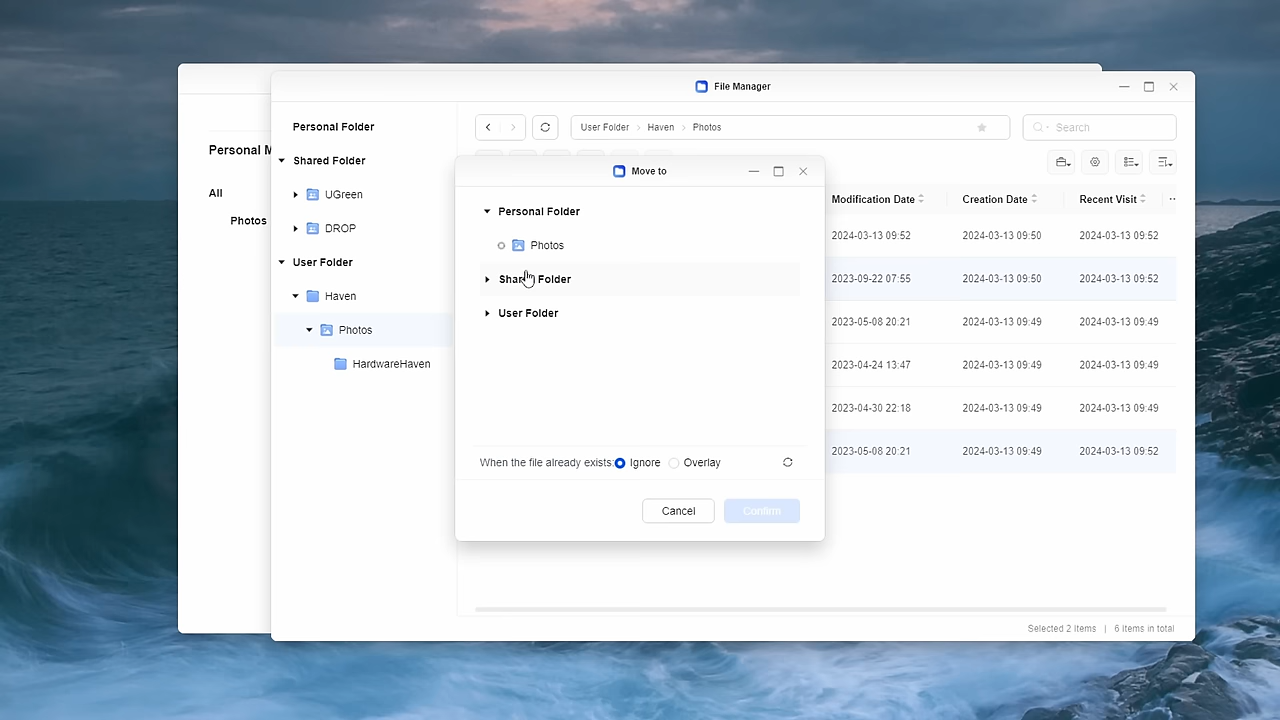 File Manager
Personal Folder
Shared Folder
UGreen
DROP
User Folder
Haven
Photos
HardwareHaven
Personal M
All
Photos
User Folder > Haven > Photos
Search
Modification Date
Creation Date
Recent Visit
2024-03-13 09:52
2024-03-13 09:50
2024-03-13 09:52
2023-09-22 07:55
2024-03-13 09:50
2024-03-13 09:52
2023-05-08 20:21
2024-03-13 09:49
2024-03-13 09:49
2023-04-24 13:47
2024-03-13 09:49
2024-03-13 09:49
2023-04-30 22:18
2024-03-13 09:49
2024-03-13 09:49
2023-05-08 20:21
2024-03-13 09:49
2024-03-13 09:52
Move to
Personal Folder
Photos
Shared Folder
User Folder
When the file already exists: Ignore Overlay
Cancel
Confirm
Selected 2 Items | 6 Items in total